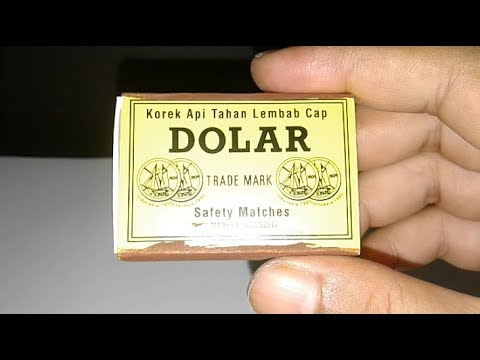 Korek Api Tahan Lembab Cap
DOLAR
TRADE MARK
Safety Matches